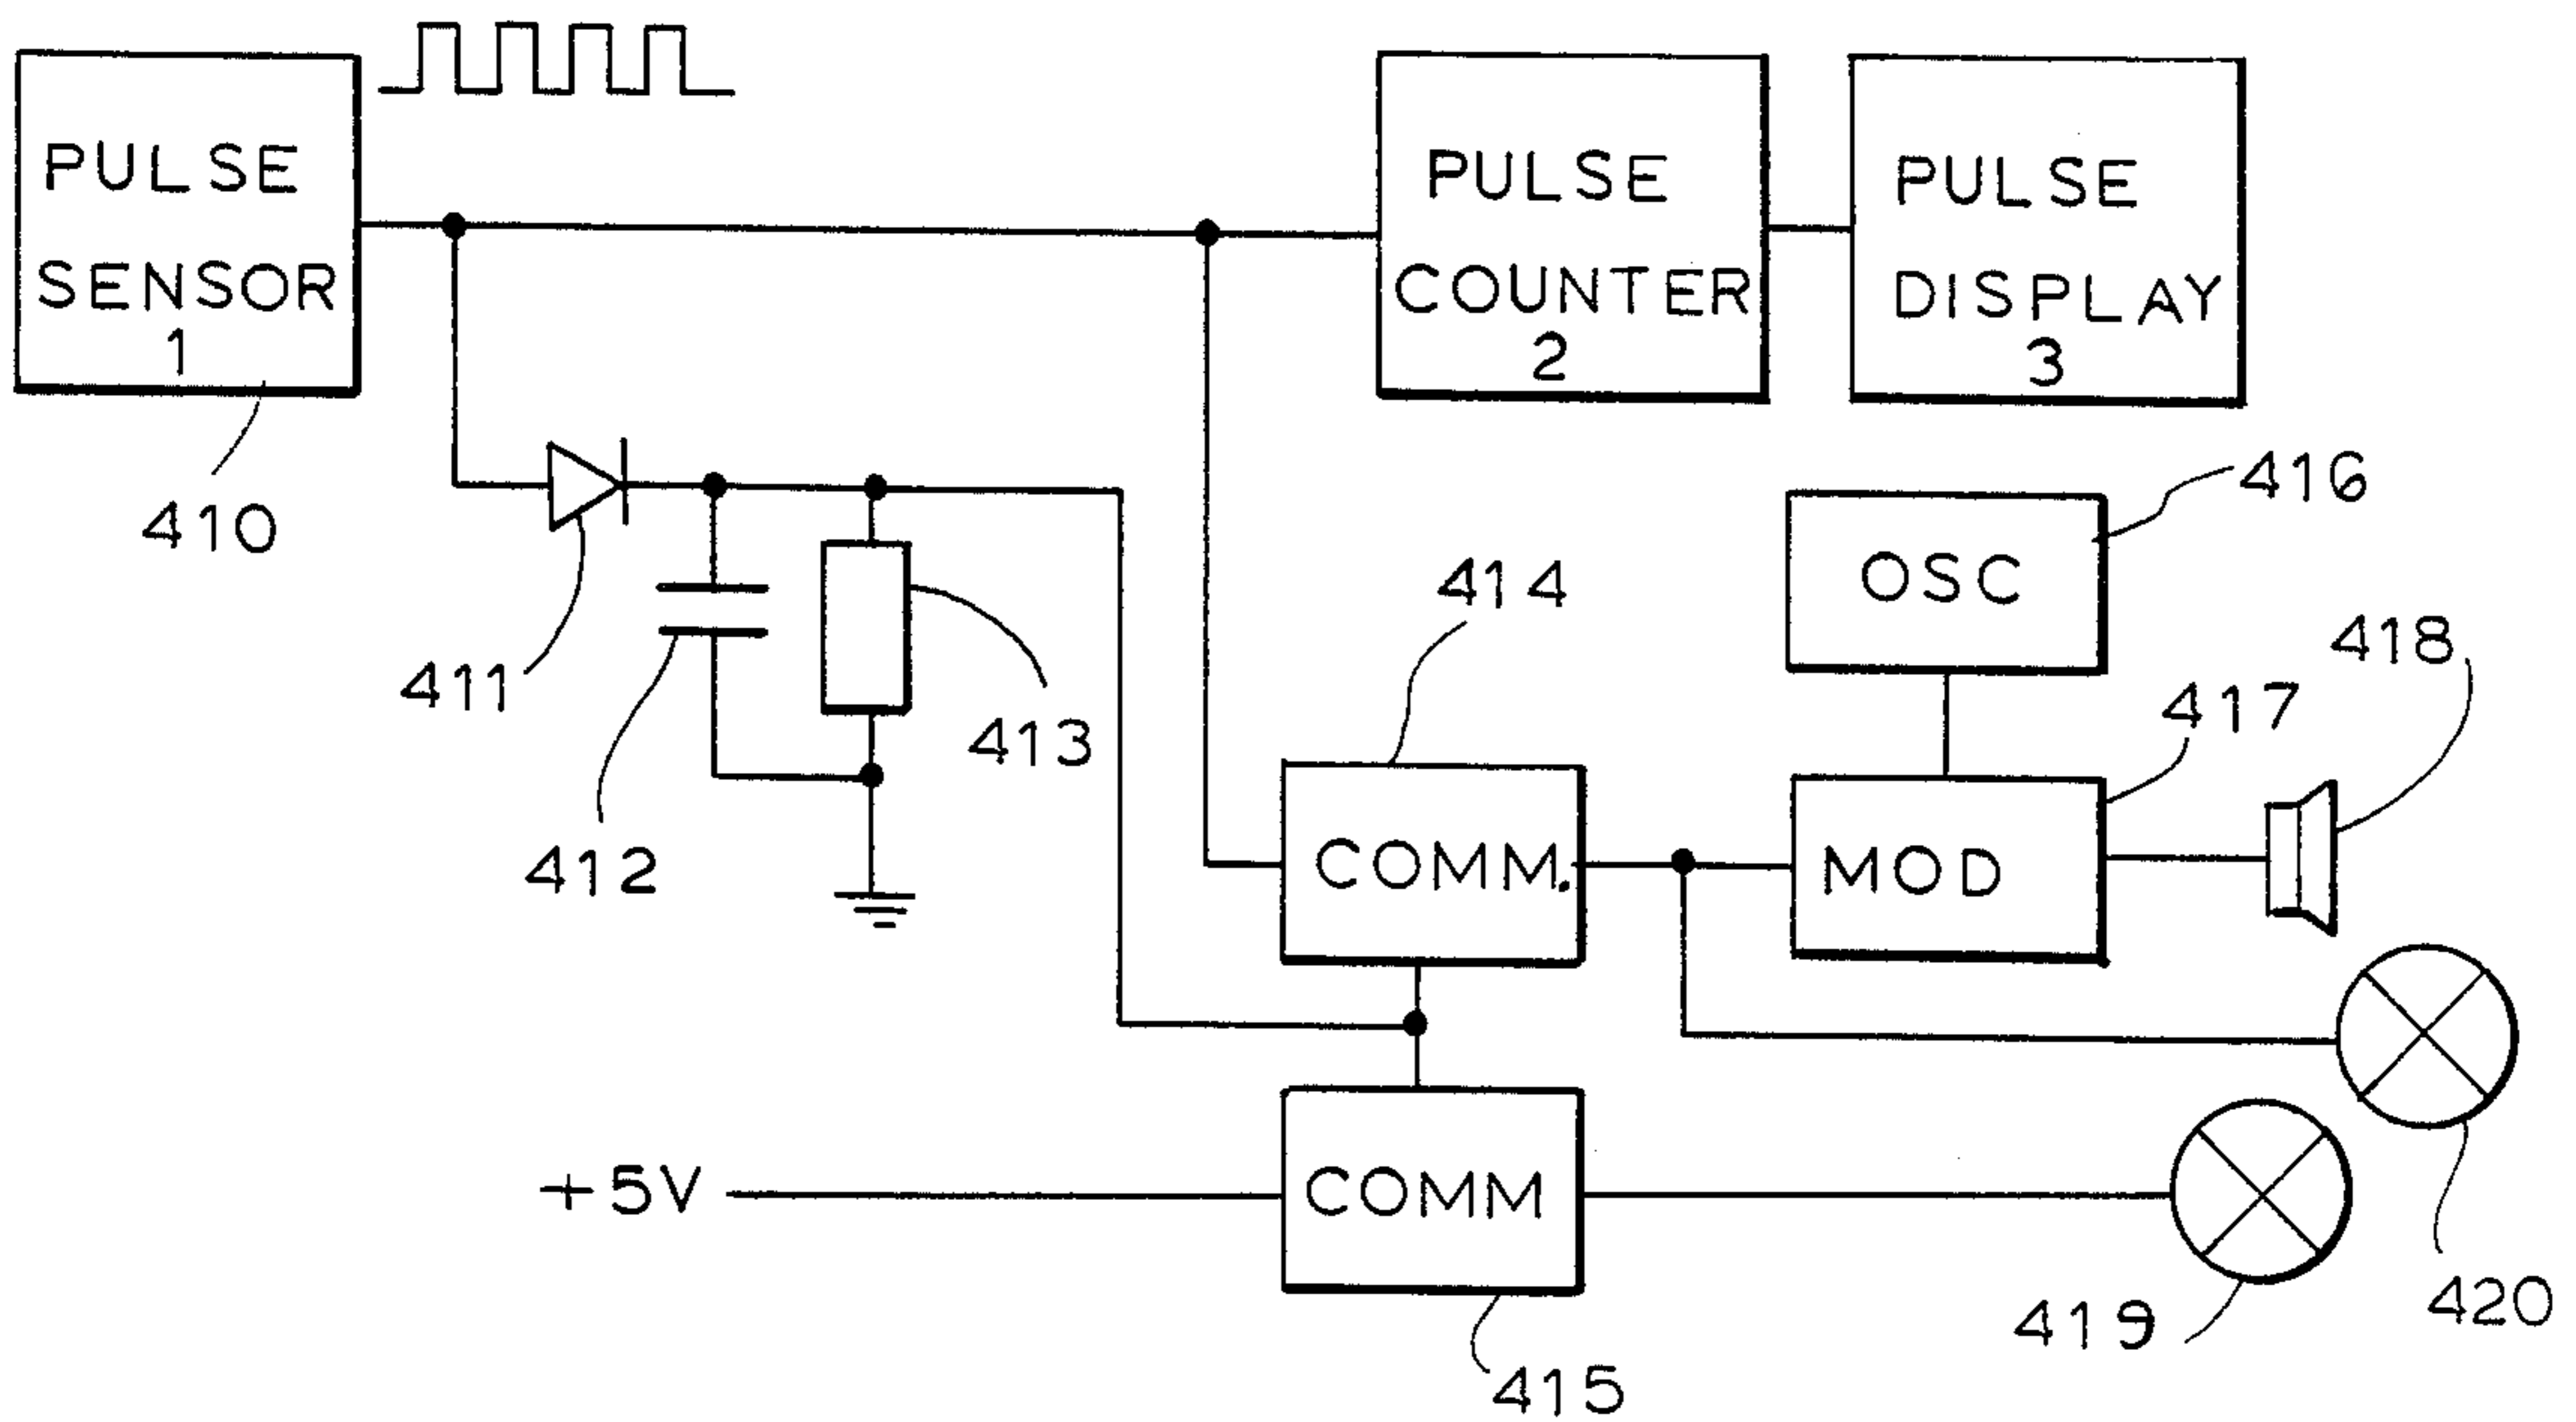 PULSE
SENSOR
1
410
PULSE
COUNTER
2
PULSE
DISPLAY
3
411
412
413
414
COMM.
OSC
416
MOD
417
418
+5V
COMM
415
419
420